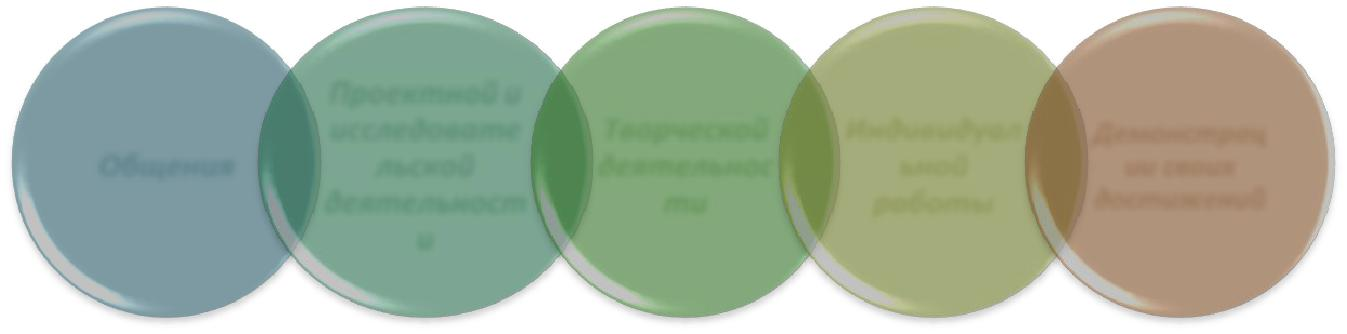 Общения
Проектной и
исследовате
льской
деятельност
и
Творческой
деятельнос
ти
Индивидуал
ьной
работы
Демонстрац
ии своих
достижений